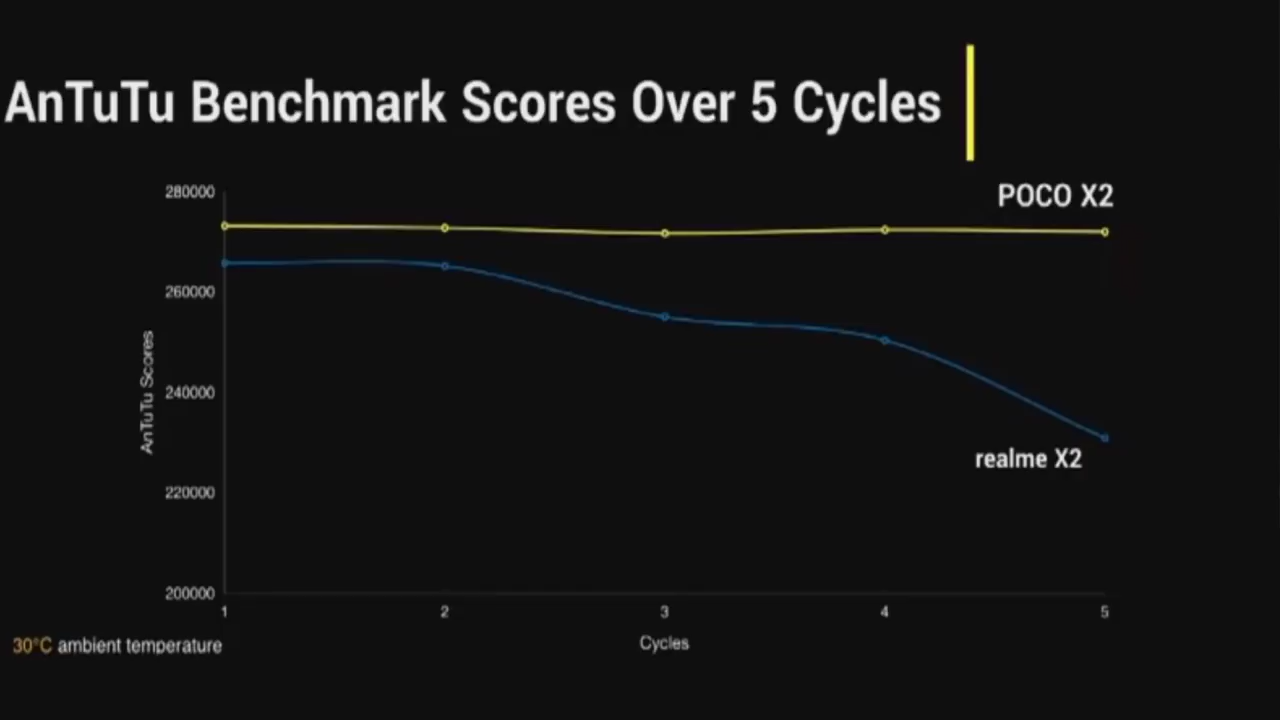 AnTuTu Benchmark Scores Over 5 Cycles
POCO X2
280000
260000
240000
220000
200000
AnTuTu Scores
realme X2
1 2 3 4 5
Cycles
30°C ambient temperature